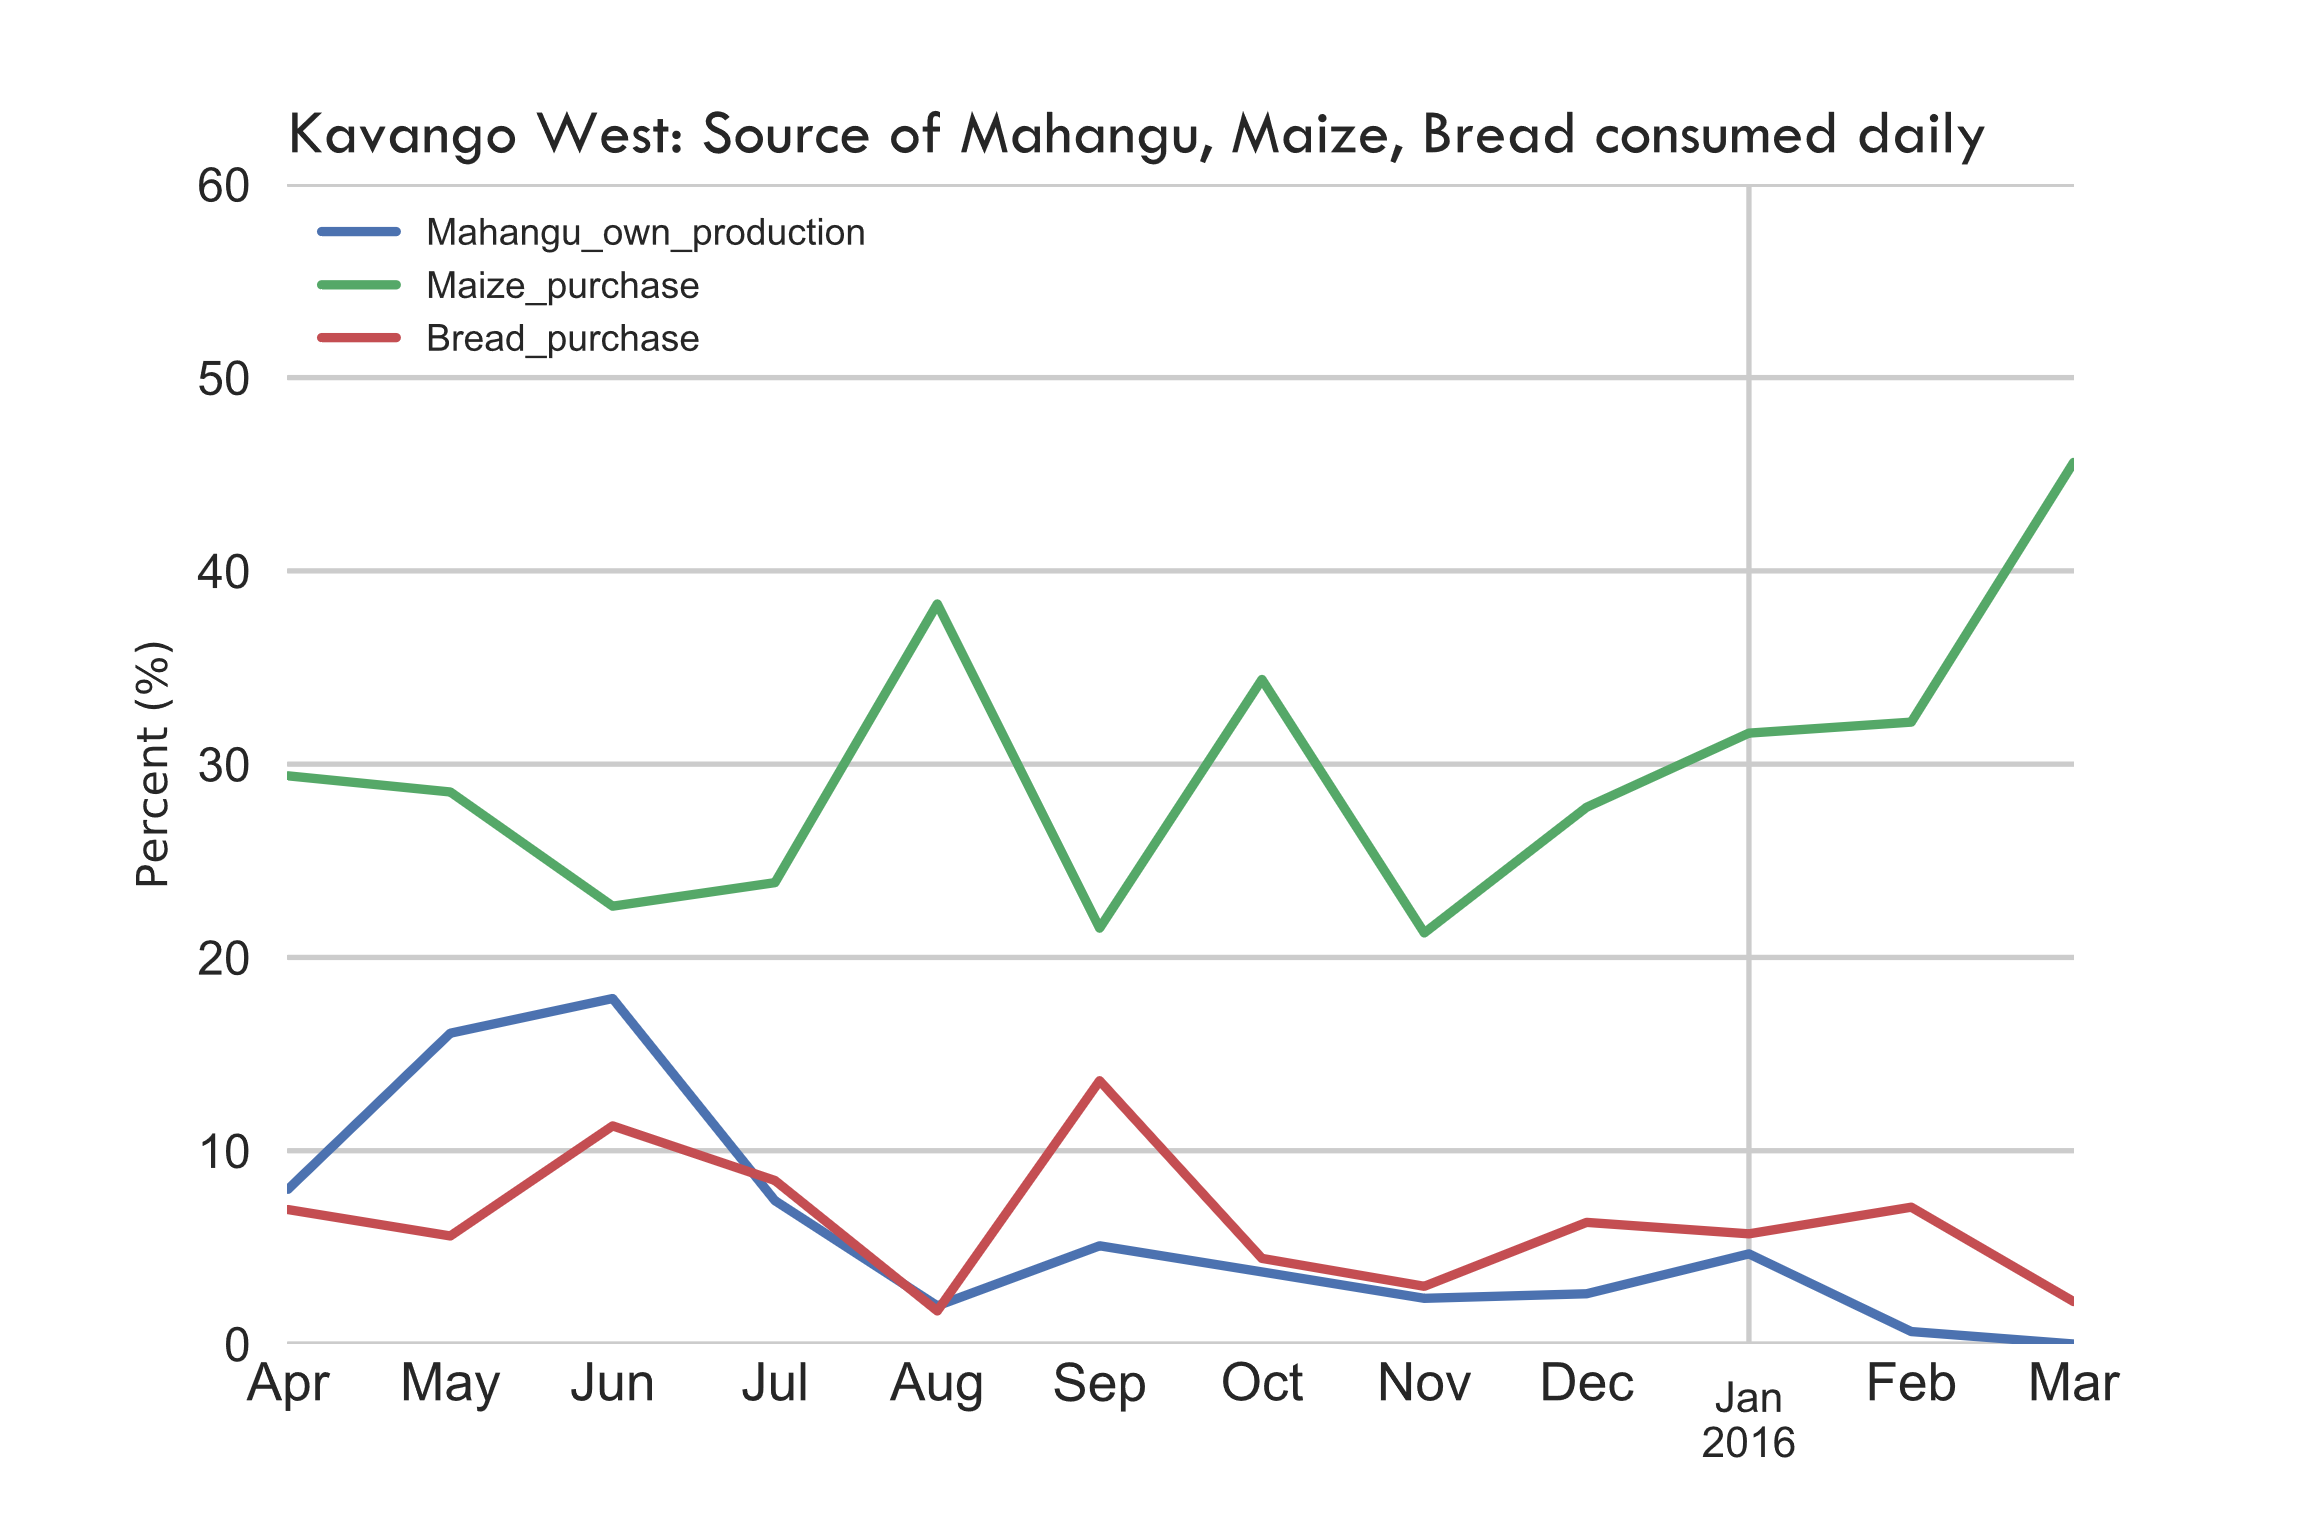 Kavango West: Source of Mahangu, Maize, Bread consumed daily
60
Mahangu_own_production
Maize_purchase
Bread_purchase
50
40
Percent (%)
30
20
10
0
Apr May Jun Jul Aug Sep Oct Nov Dec Jan Feb Mar
2016